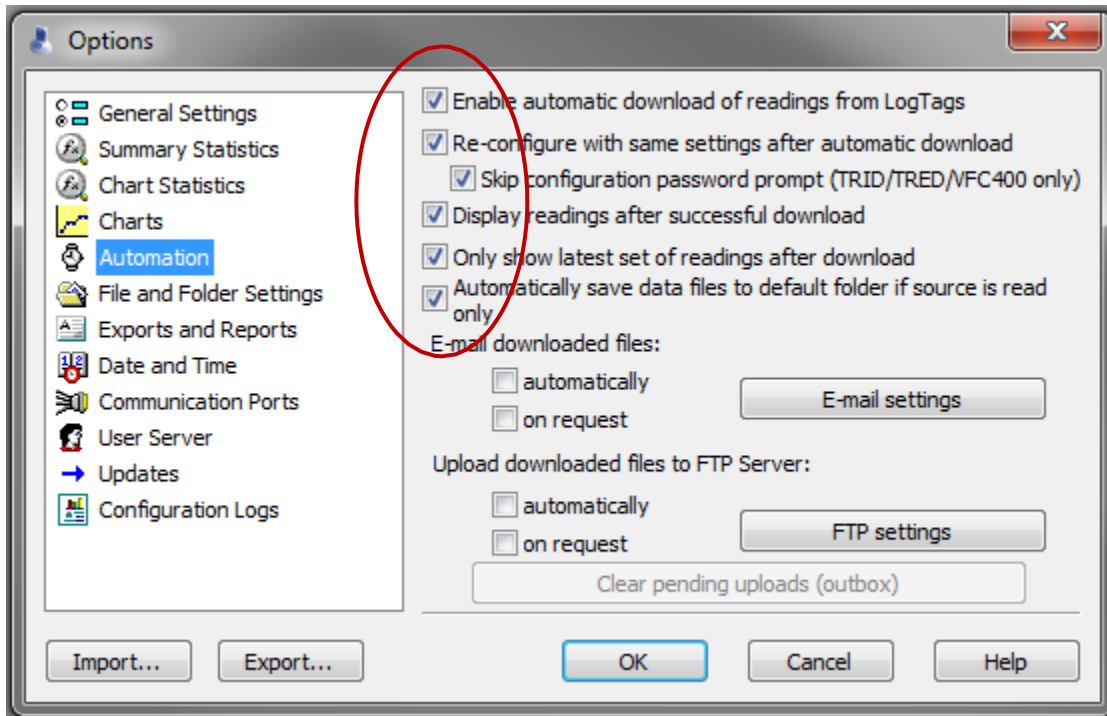 Options
General Settings
Summary Statistics
Chart Statistics
Charts
Automation
File and Folder Settings
Exports and Reports
Date and Time
Communication Ports
User Server
Updates
Configuration Logs
Enable automatic download of readings from LogTags
Re-configure with same settings after automatic download
Skip configuration password prompt (TRID/TRED/VFC400 only)
Display readings after successful download
Only show latest set of readings after download
Automatically save data files to default folder if source is read
only
E-mail downloaded files:
automatically
E-mail settings
on request
Upload downloaded files to FTP Server:
automatically
FTP settings
on request
Clear pending uploads (outbox)
Import... Export... OK Cancel Help